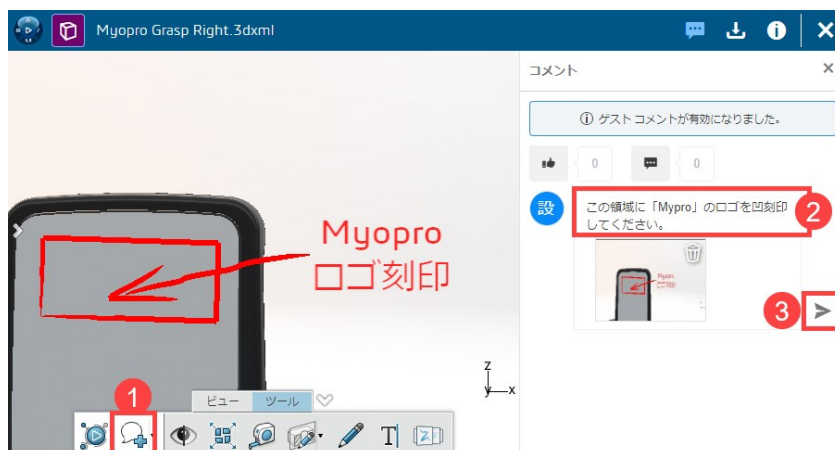 Myopro Grasp Right.3dxml
コメント
ゲスト コメントが有効になりました。
0
0
設
この領域に「Mypro」のロゴを凹刻印
してください。
2
Myopro
ロゴ刻印
Myopro
3
z
y
x
1
ビュー
ツール